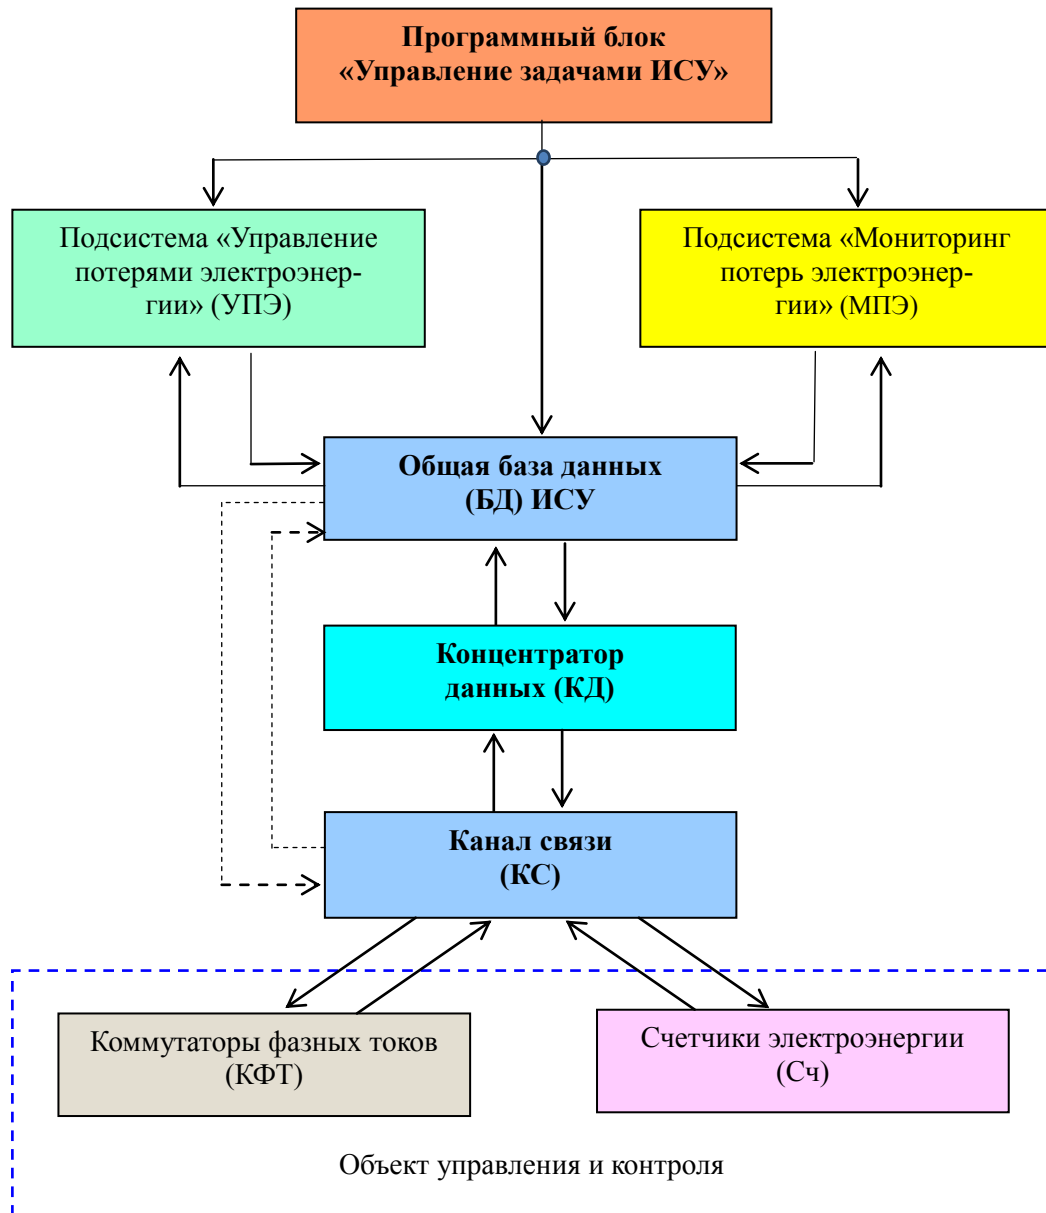 Программный блок
«Управление задачами ИСУ»
Подсистема «Управление
потерями электроэнер-
гии» (УПЭ)
Подсистема «Мониторинг
потерь электроэнер-
гии» (МПЭ)
Общая база данных
(БД) ИСУ
Концентратор
данных (КД)
Канал связи
(КС)
Коммутаторы фазных токов
(КФТ)
Счетчики электроэнергии
(Сч)
Объект управления и контроля